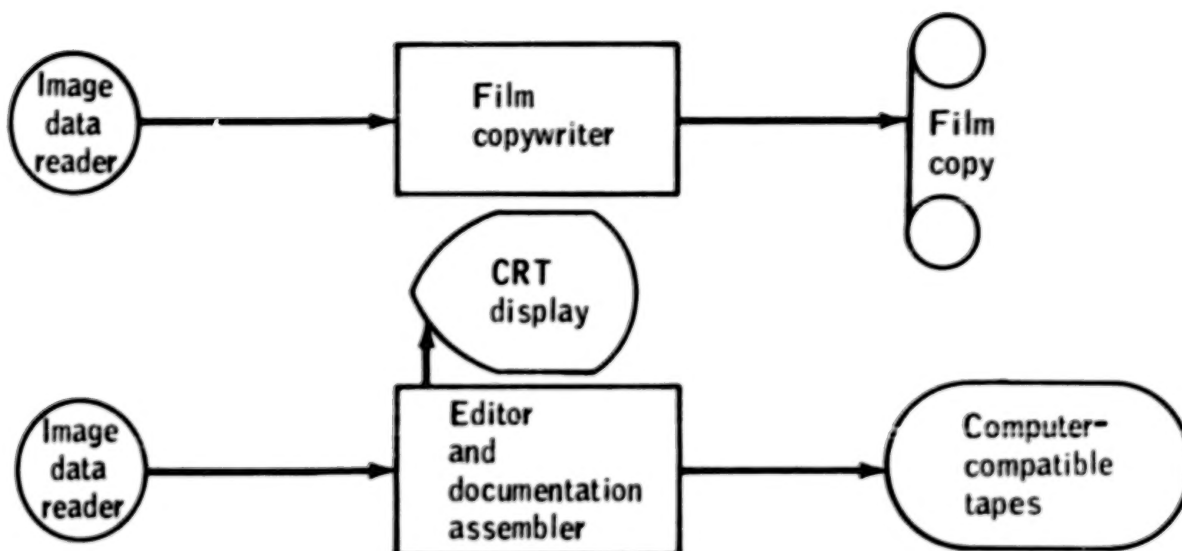 Image
data
reader
Film
copywriter
Film
copy
CRT
display
Image
data
reader
Editor
and
documentation
assembler
Computer-
compatible
tapes